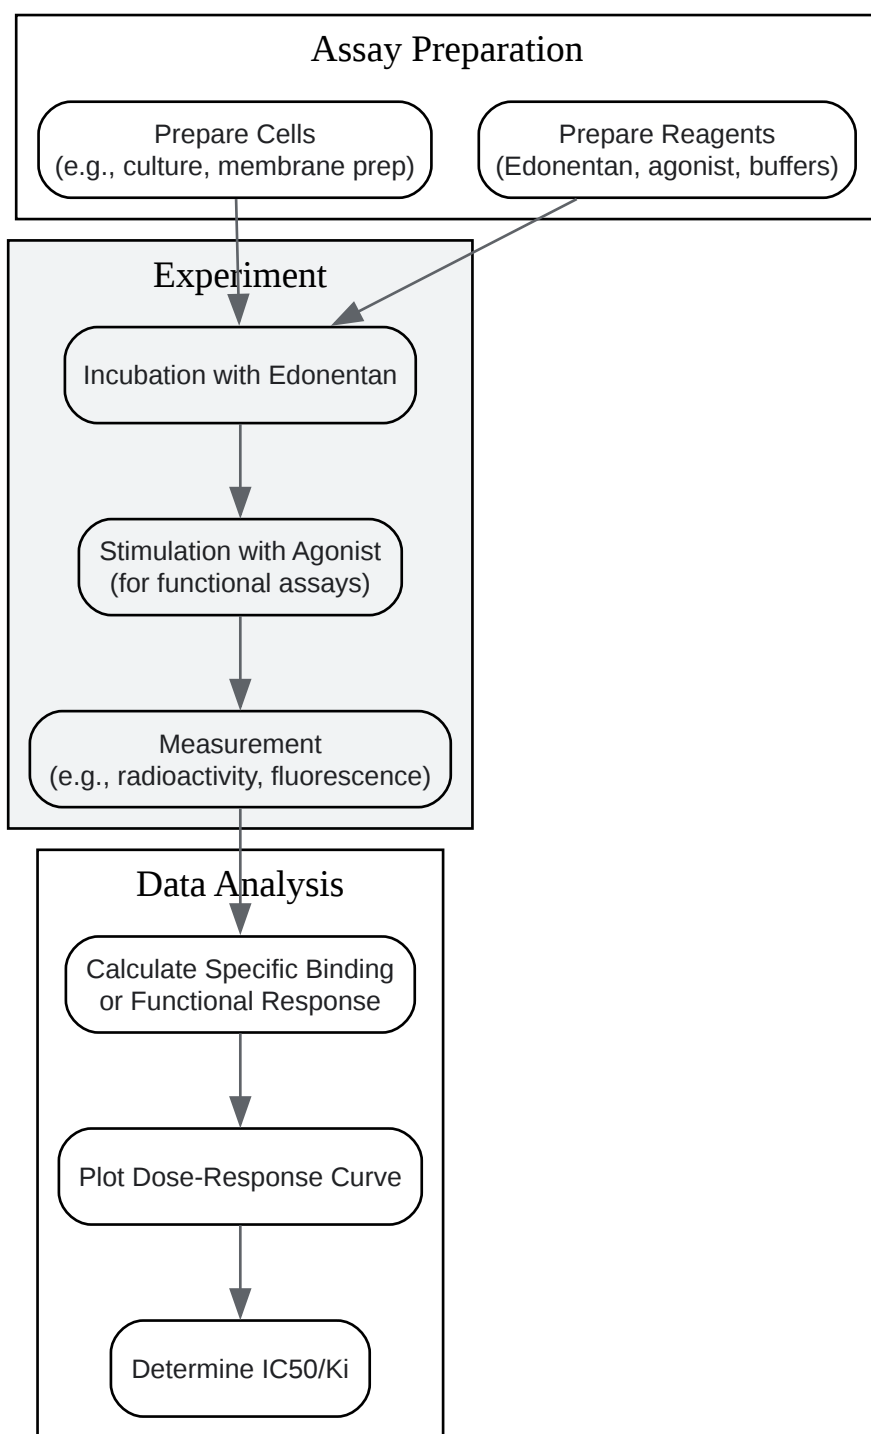 Assay Preparation
Prepare Cells
(e.g., culture, membrane prep)
Prepare Reagents
(Edonentan, agonist, buffers)
Experiment
Incubation with Edonentan
Stimulation with Agonist
(for functional assays)
Measurement
(e.g., radioactivity, fluorescence)
Data Analysis
Calculate Specific Binding
or Functional Response
Plot Dose-Response Curve
Determine IC50/Ki